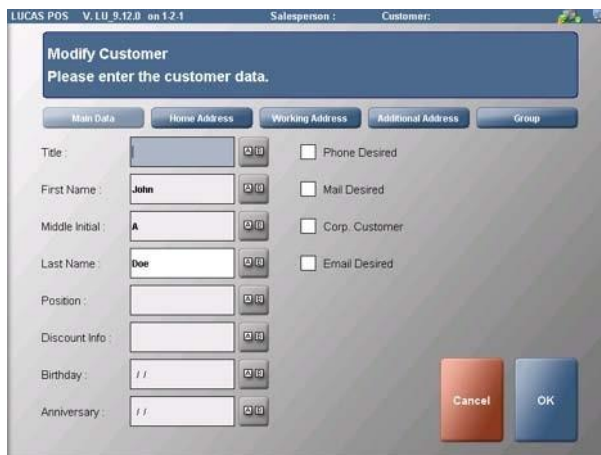 LUCAS POS V. LU_9.12.0 on 1-2-1 Salesperson : Customer:
Modify Customer
Please enter the customer data.
Main Data Home Address Working Address Additional Address Group
Title : Phone Desired
First Name : John Mail Desired
Middle Initial : A Corp. Customer
Last Name : Doe Email Desired
Position :
Discount Info :
Birthday : / /
Anniversary : / /
Cancel OK